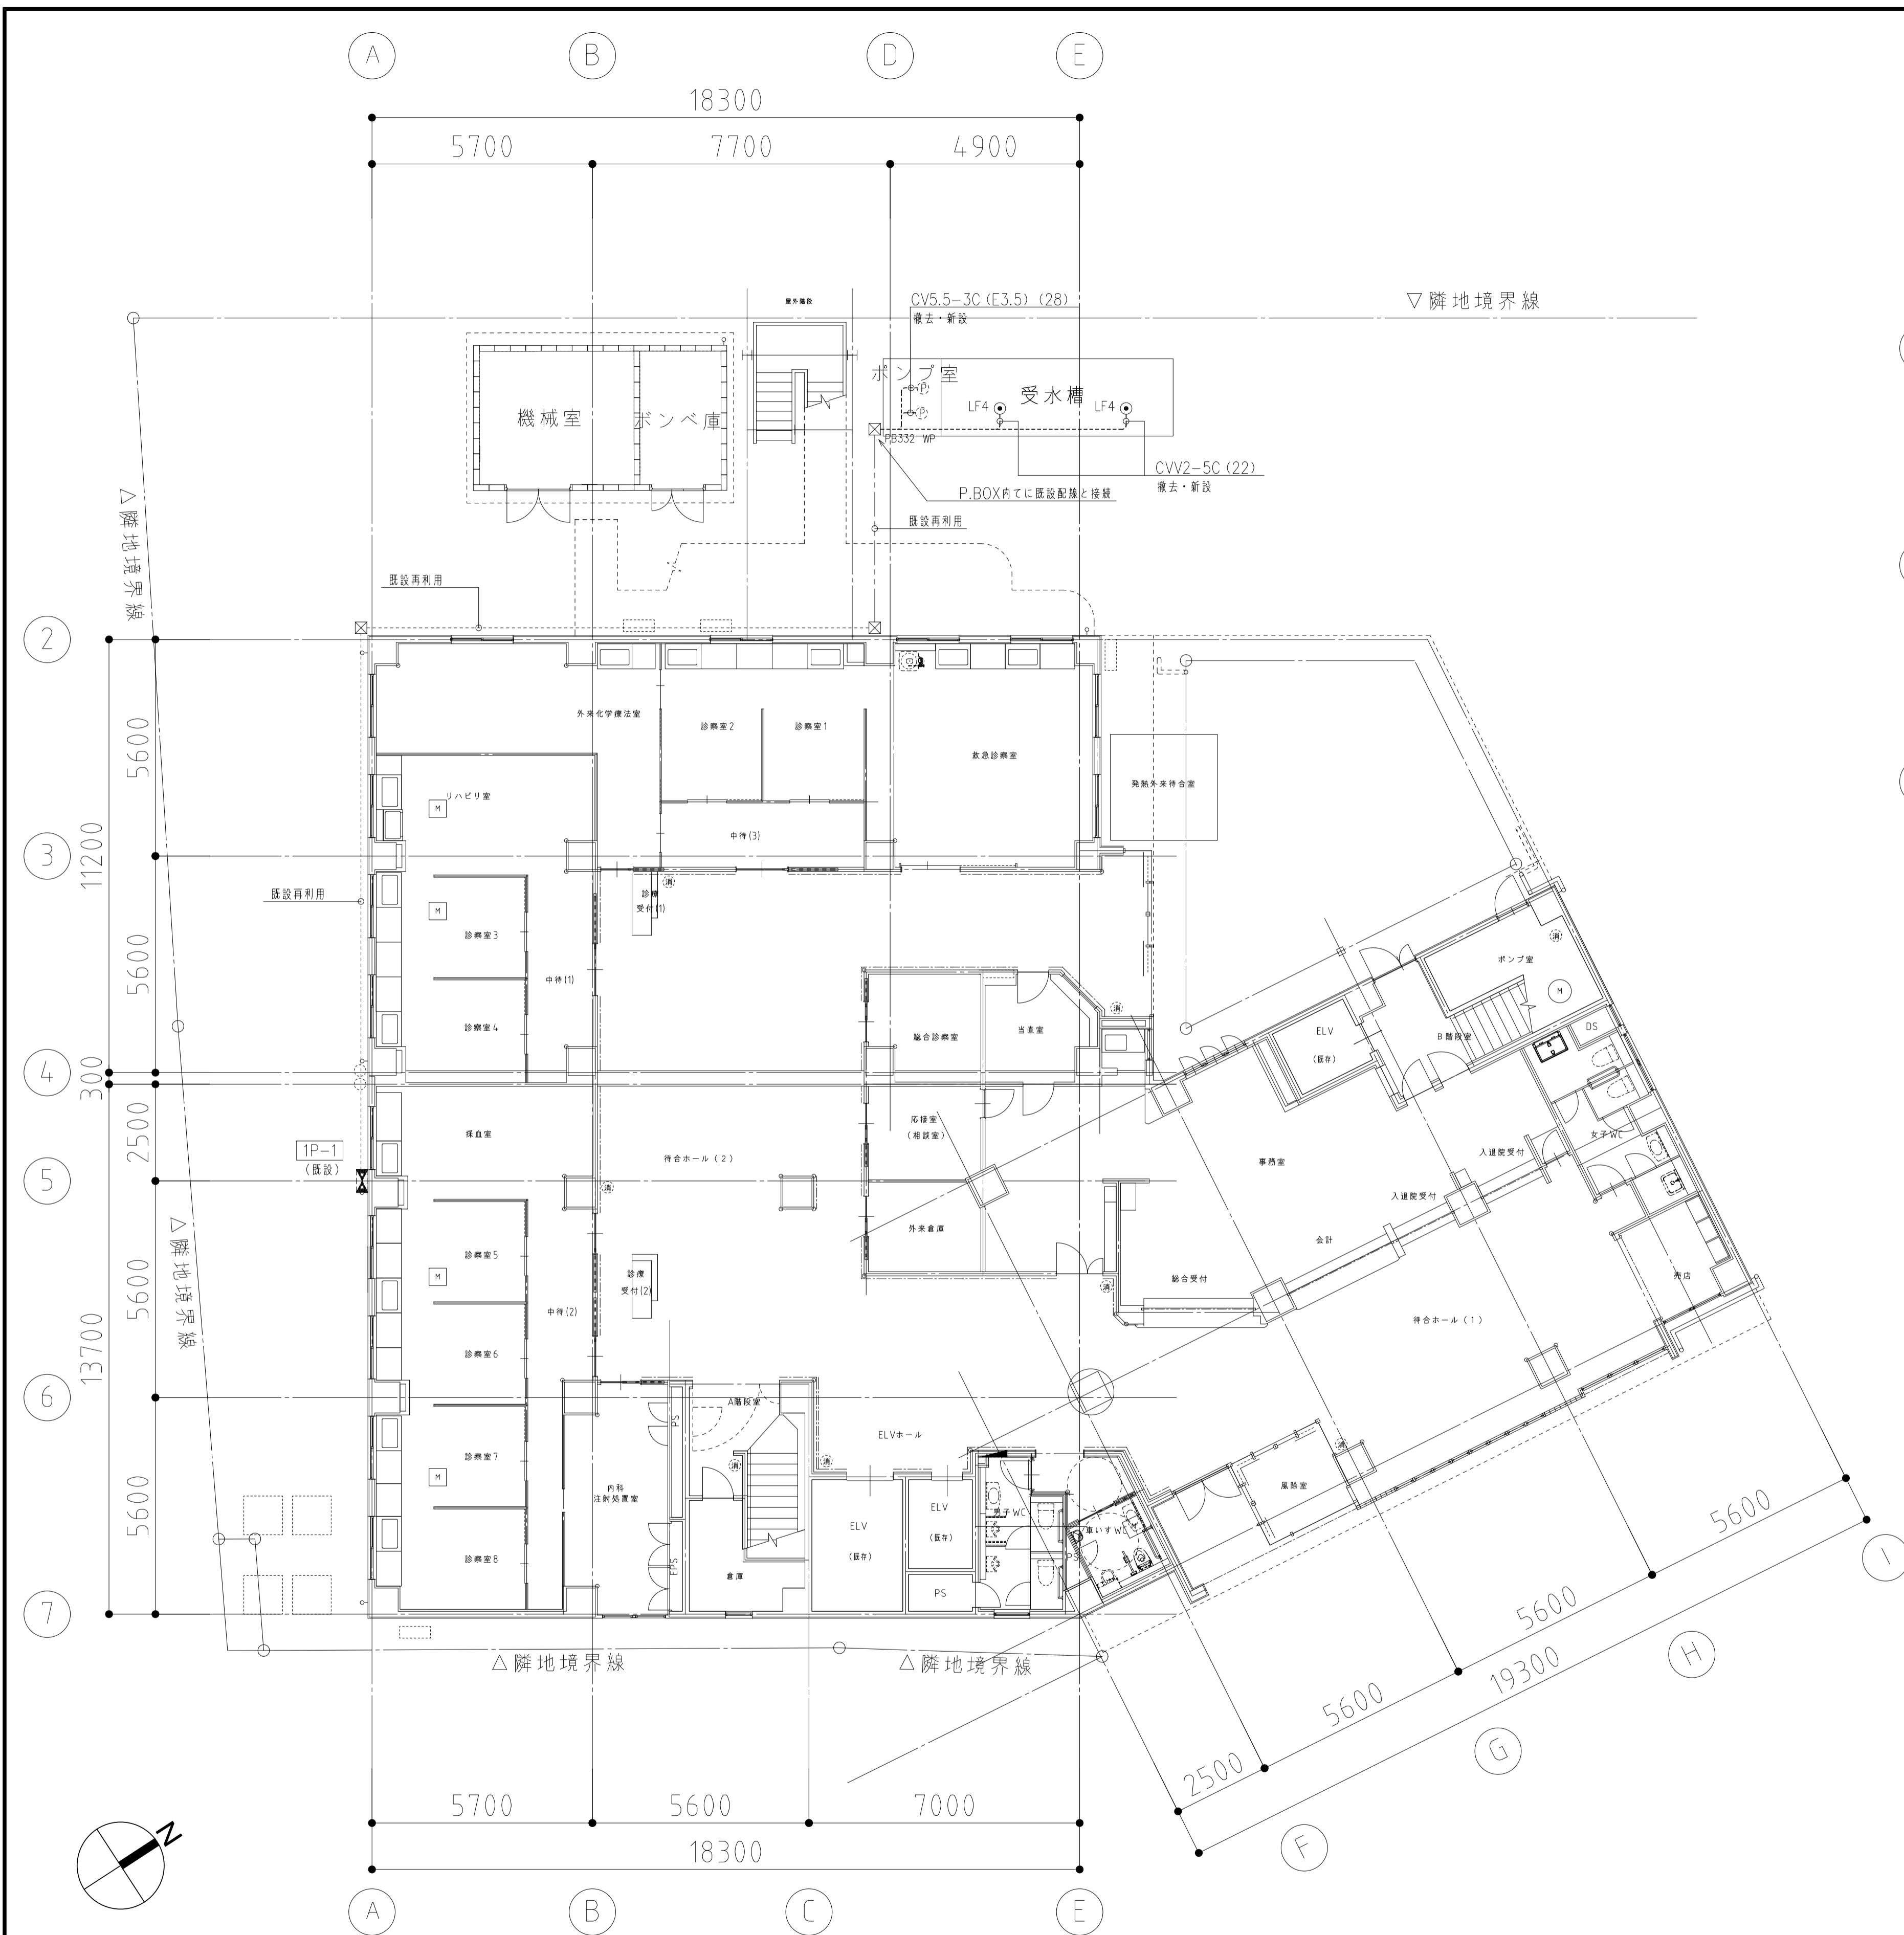 A
B
D
E
18300
5700
7700
4900
屋外階段
CV5.5-3C(E3.5)(28)
撤去・新設
▽隣地境界線
ポンプ室
受水槽
機械室
ボンベ庫
P
P
LF4
LF4
PB332 WP
CVV2-5C(22)
撤去・新設
P.BOX内てに既設配線と接続
既設再利用
△隣地境界線
既設再利用
2
外来化学療法室
診察室2
診察室1
救急診察室
5600
発熱外来待合室
リハビリ室
M
中待(3)
3
11200
既設再利用
診療
受付(1)
消
M
診察室3
5600
中待(1)
診察室4
総合診察室
当直室
消
ポンプ室
消
M
ELV
(既存)
B階段室
DS
4
300
2500
採血室
応接室
(相談室)
1P-1
(既設)
待合ホール(2)
事務室
入退院受付
女子WC
5
消
入退院受付
外来倉庫
会計
△隣地境界線
診察室5
M
5600
診療
受付(2)
総合受付
消
売店
中待(2)
待合ホール(1)
13700
診察室6
6
A階段室
PS
ELVホール
消
消
消
診察室7
M
内科
注射処置室
風除室
5600
ELV
(既存)
ELV
(既存)
男子WC
車いすWC
PS
診察室8
EPS
倉庫
PS
7
△隣地境界線
△隣地境界線
5600
5600
5600
2500
19300
I
H
G
F
5700
5600
7000
18300
N
A
B
C
E